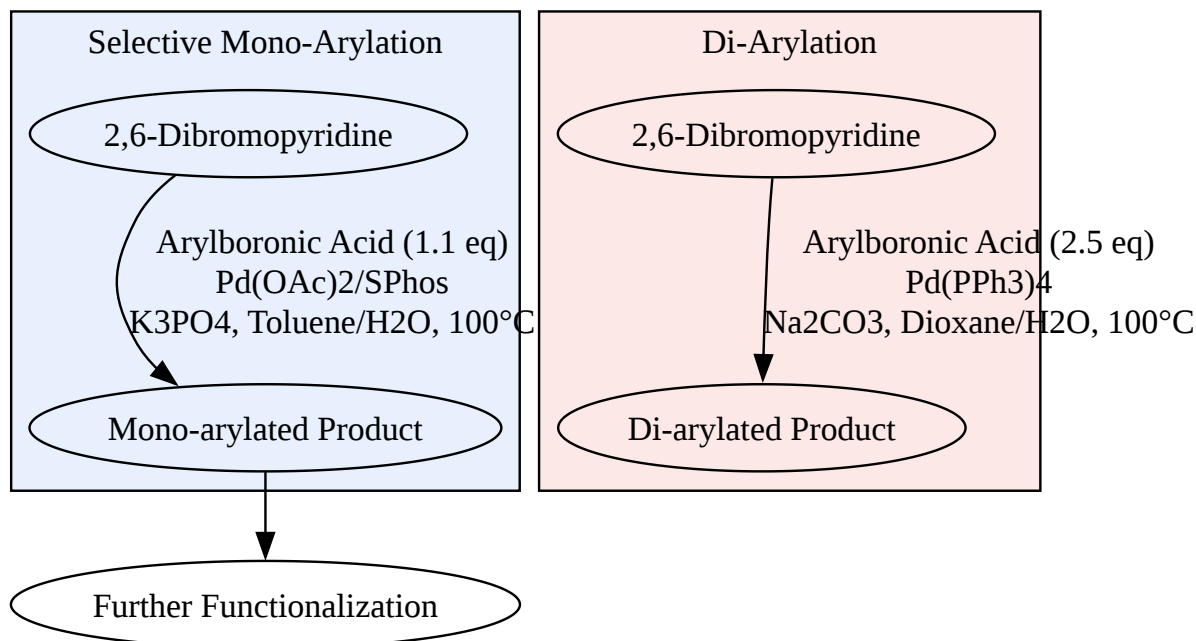 Selective Mono-Arylation
2,6-Dibromopyridine
Arylboronic Acid (1.1 eq)
Pd(OAc)2/SPhos
K3PO4, Toluene/H2O, 100°C
Mono-arylated Product
Further Functionalization
Di-Arylation
2,6-Dibromopyridine
Arylboronic Acid (2.5 eq)
Pd(PPh3)4
Na2CO3, Dioxane/H2O, 100°C
Di-arylated Product